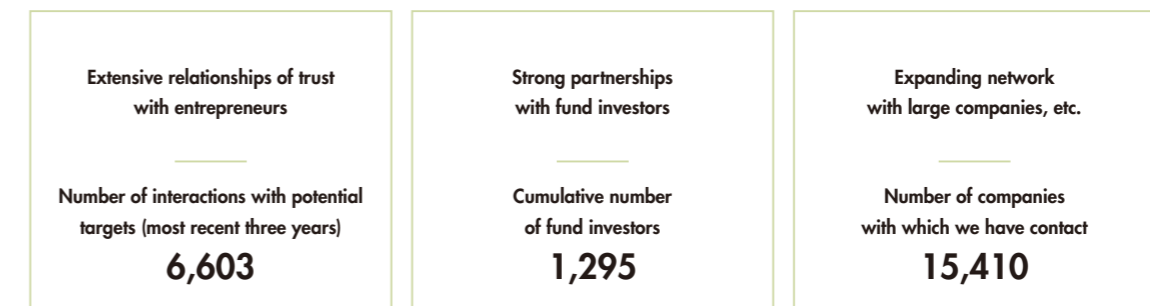 Extensive relationships of trust
with entrepreneurs
Number of interactions with potential
targets (most recent three years)
6,603
Strong partnerships
with fund investors
Cumulative number
of fund investors
1,295
Expanding network
with large companies, etc.
Number of companies
with which we have contact
15,410